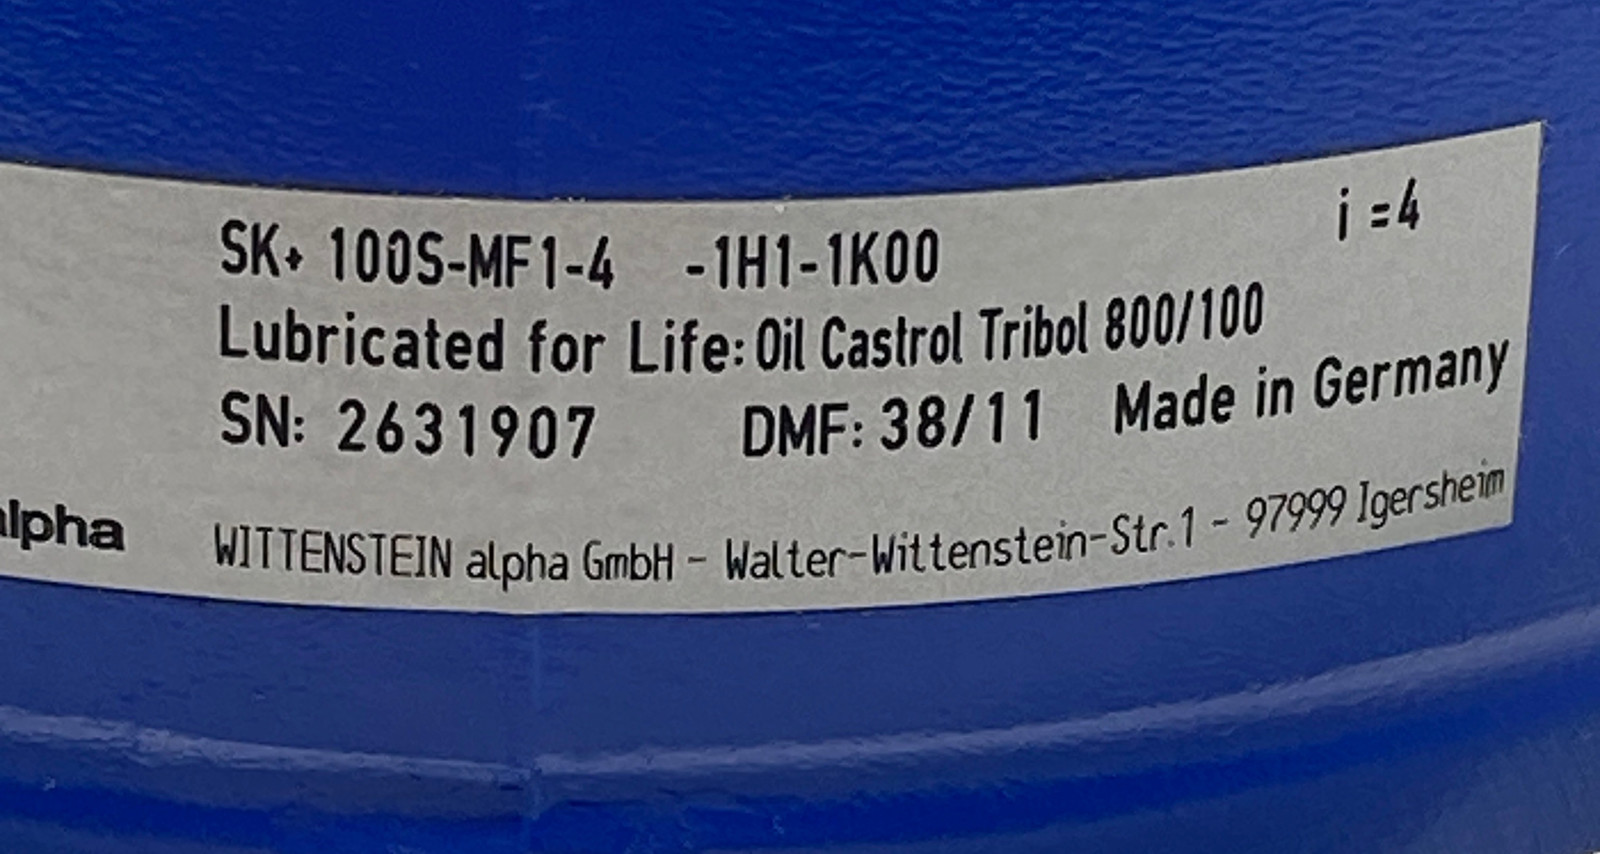 i =4
SK+ 100S-MF1-4 -1H1-1K00
Lubricated for Life: Oil Castrol Tribol 800/100
SN: 2631907 DMF: 38/11 Made in Germany
alpha
WITTENSTEIN alpha GmbH - Walter-Wittenstein-Str.1 - 97999 Igersheim